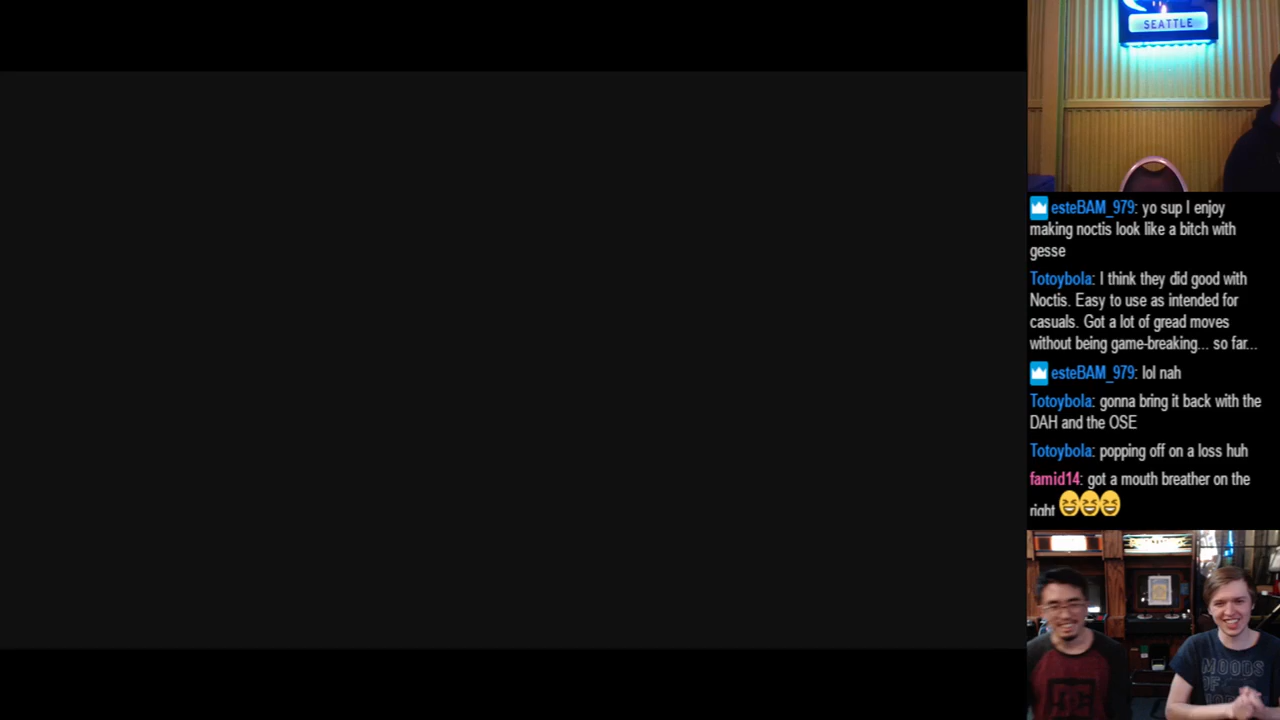 SEATTLE
esteBAM_979: yo sup I enjoy
making noctis look like a bitch with
gesse
Totoybola: I think they did good with
Noctis. Easy to use as intended for
casuals. Got a lot of gread moves
without being game-breaking... so far...
esteBAM_979: lol nah
Totoybola: gonna bring it back with the
DAH and the OSE
Totoybola: popping off on a loss huh
famid14: got a mouth breather on the
right
MOODS
OF